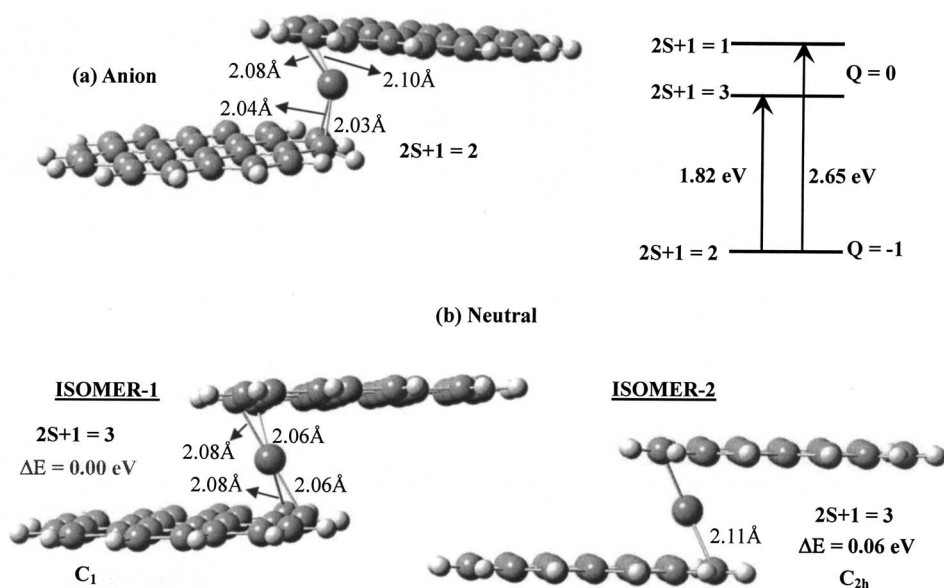 (a) Anion
2.08Å
2.10Å
2.04Å
2.03Å
2S+1 = 2
2S+1 = 1
Q = 0
2S+1 = 3
1.82 eV
2.65 eV
2S+1 = 2
Q = -1
(b) Neutral
ISOMER-1
2S+1 = 3
ΔE = 0.00 eV
2.08Å
2.06Å
2.08Å
2.06Å
C1
ISOMER-2
2.11Å
2S+1 = 3
ΔE = 0.06 eV
C2h